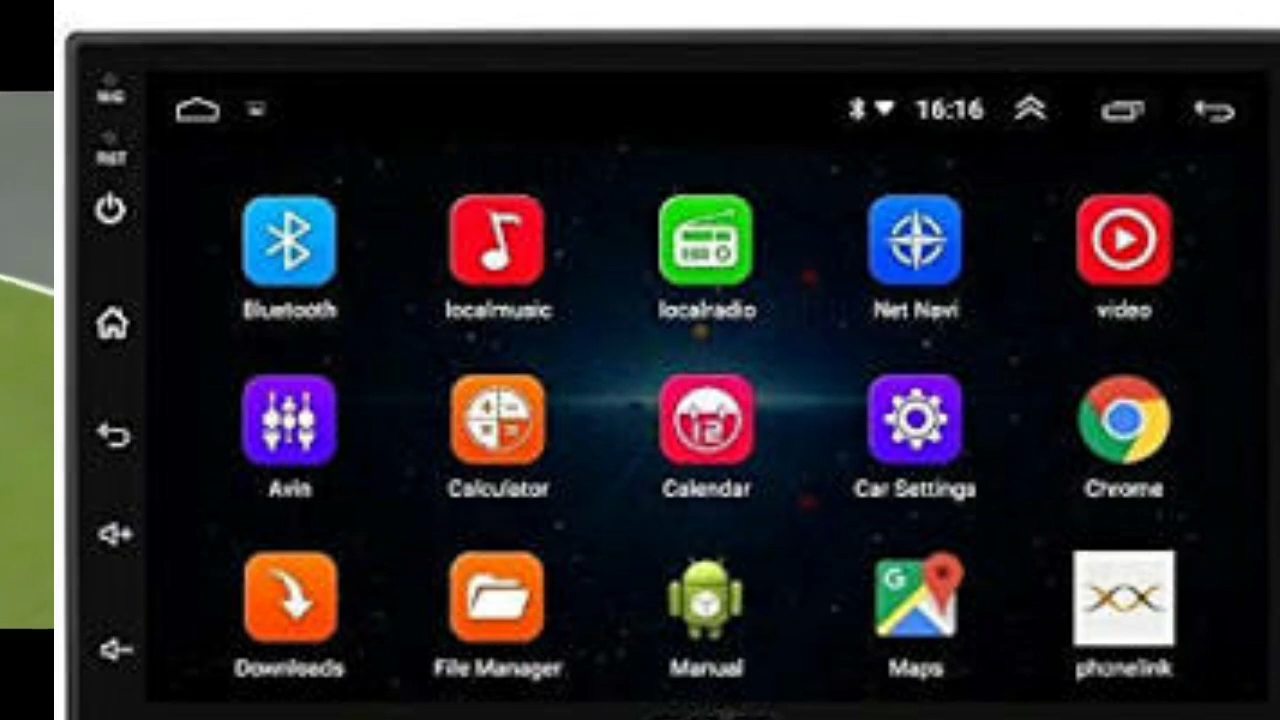 MIC
16:16
RST
Bluetooth localmusic localradio Net Navi video
12
Avin Calculator Calendar Car Settings Chrome
G
Downloads File Manager Manual Maps phonelink